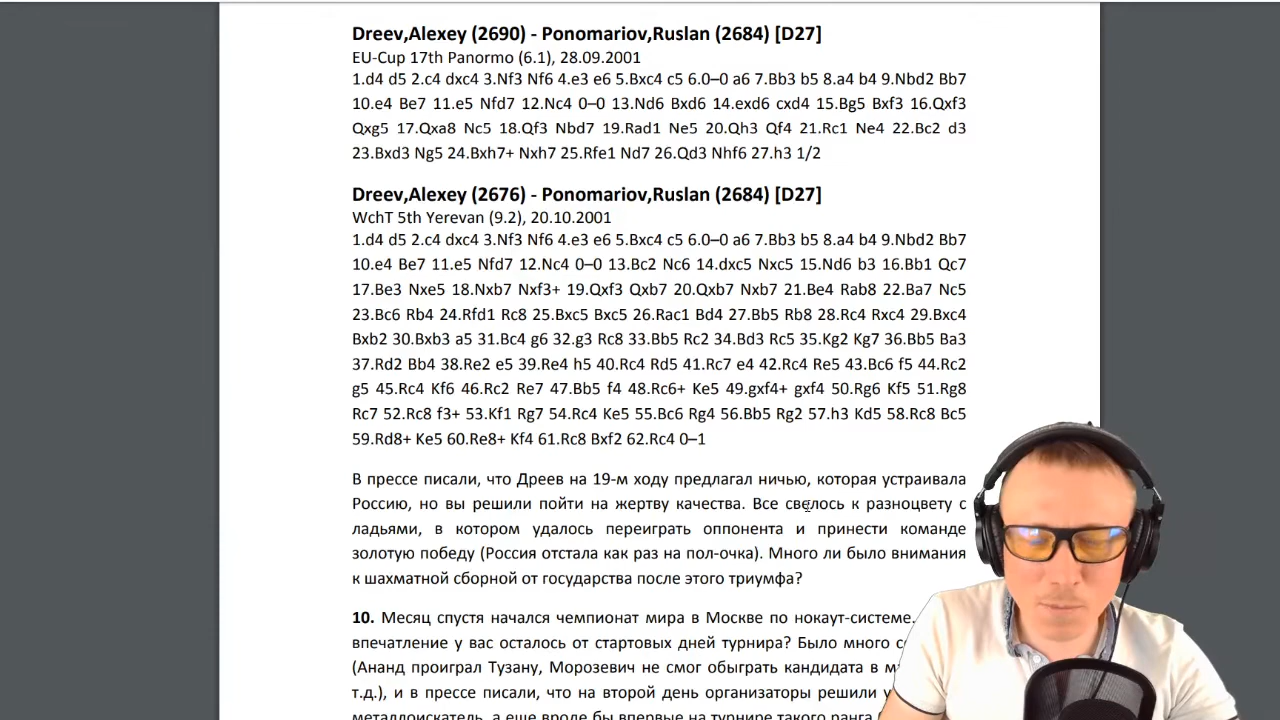 Dreev,Alexey (2690) - Ponomariov,Ruslan (2684) [D27]
EU-Cup 17th Panormo (6.1), 28.09.2001
1.d4 d5 2.c4 dxc4 3.Nf3 Nf6 4.e3 e6 5.Bxc4 c5 6.0–0 a6 7.Bb3 b5 8.a4 b4 9.Nbd2 Bb7
10.e4 Be7 11.e5 Nfd7 12.Nc4 0–0 13.Nd6 Bxd6 14.exd6 cxd4 15.Bg5 Bxf3 16.Qxf3
Qxg5 17.Qxa8 Nc5 18.Qf3 Nbd7 19.Rad1 Ne5 20.Qh3 Qf4 21.Rc1 Ne4 22.Bc2 d3
23.Bxd3 Ng5 24.Bxh7+ Nxh7 25.Rfe1 Nd7 26.Qd3 Nhf6 27.h3 1/2
Dreev,Alexey (2676) - Ponomariov,Ruslan (2684) [D27]
WchT 5th Yerevan (9.2), 20.10.2001
1.d4 d5 2.c4 dxc4 3.Nf3 Nf6 4.e3 e6 5.Bxc4 c5 6.0–0 a6 7.Bb3 b5 8.a4 b4 9.Nbd2 Bb7
10.e4 Be7 11.e5 Nfd7 12.Nc4 0–0 13.Bc2 Nc6 14.dxc5 Nxc5 15.Nd6 b3 16.Bb1 Qc7
17.Be3 Nxe5 18.Nxb7 Nxf3+ 19.Qxf3 Qxb7 20.Qxb7 Nxb7 21.Be4 Rab8 22.Ba7 Nc5
23.Bc6 Rb4 24.Rfd1 Rc8 25.Bxc5 Bxc5 26.Rac1 Bd4 27.Bb5 Rb8 28.Rc4 Rxc4 29.Bxc4
Bxb2 30.Bxb3 a5 31.Bc4 g6 32.g3 Rc8 33.Bb5 Rc2 34.Bd3 Rc5 35.Kg2 Kg7 36.Bb5 Ba3
37.Rd2 Bb4 38.Re2 e5 39.Re4 h5 40.Rc4 Rd5 41.Rc7 e4 42.Rc4 Re5 43.Bc6 f5 44.Rc2
g5 45.Rc4 Kf6 46.Rc2 Re7 47.Bb5 f4 48.Rc6+ Ke5 49.gxf4+ gxf4 50.Rg6 Kf5 51.Rg8
Rc7 52.Rc8 f3+ 53.Kf1 Rg7 54.Rc4 Ke5 55.Bc6 Rg4 56.Bb5 Rg2 57.h3 Kd5 58.Rc8 Bc5
59.Rd8+ Ke5 60.Re8+ Kf4 61.Rc8 Bxf2 62.Rc4 0–1
В прессе писали, что Дреев на 19-м ходу предлагал ничью, которая устраивала
Россию, но вы решили пойти на жертву качества. Все свелось к разноцвету с
ладьями, в котором удалось переиграть оппонента и принести команде
золотую победу (Россия отстала как раз на пол-очка). Много ли было внимания
к шахматной сборной от государства после этого триумфа?
10. Месяц спустя начался чемпионат мира в Москве по нокаут-системе.
впечатление у вас осталось от стартовых дней турнира? Было много
(Ананд проиграл Тузану, Морозевич не смог обыграть кандидата в
т.д.), и в прессе писали, что на второй день организаторы решили
металлоискатель, а еще вроде бы впервые на турнире такого ранга